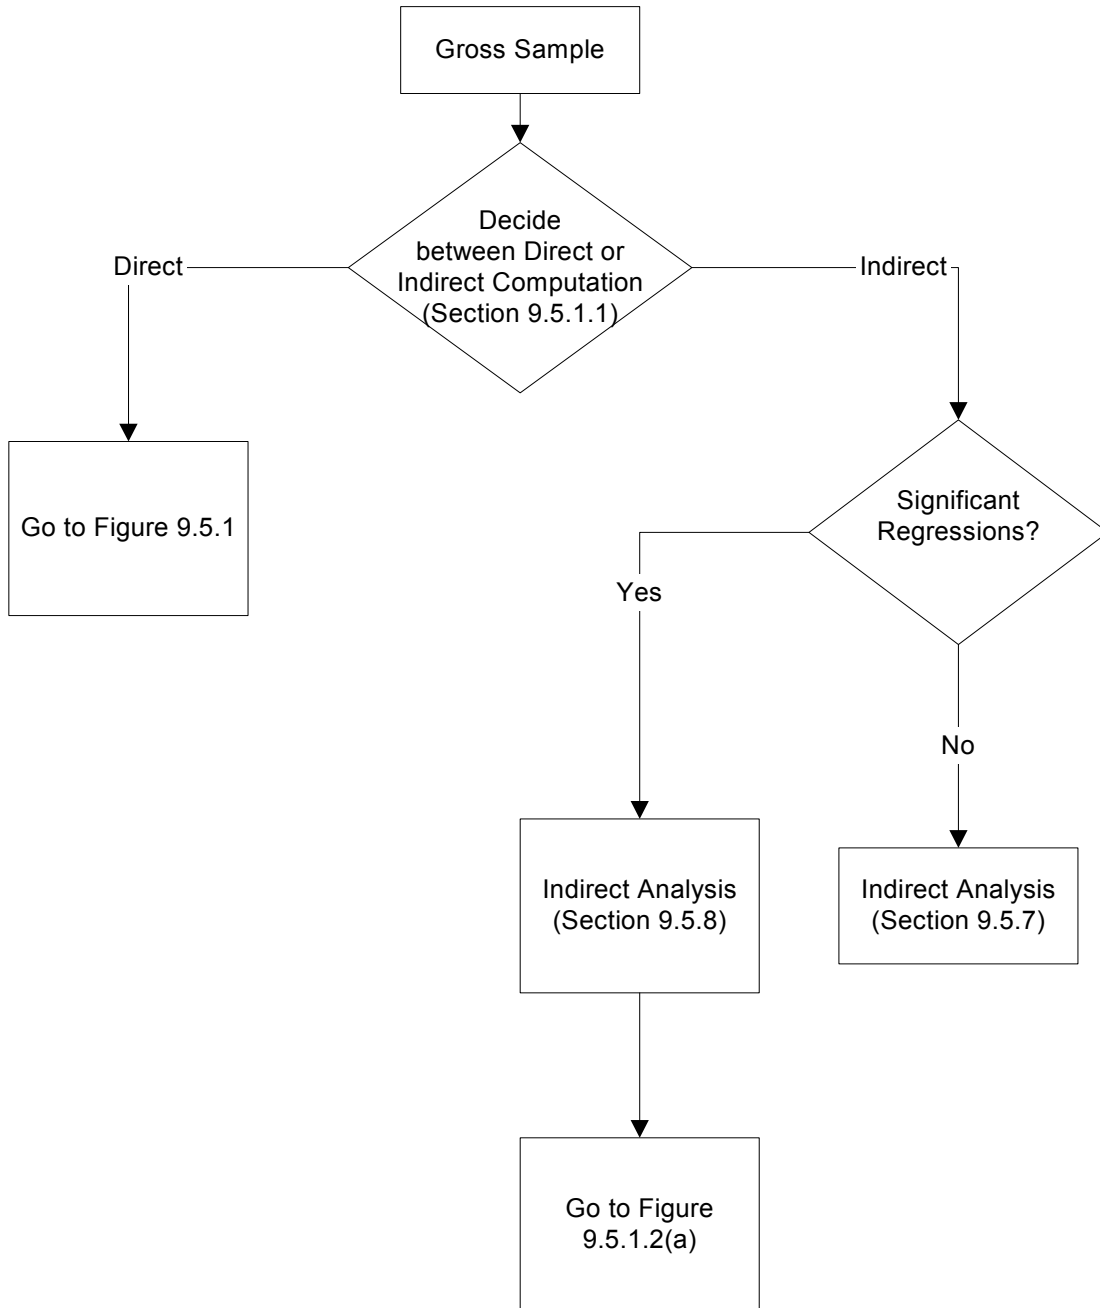 Gross Sample
Decide
between Direct or
Indirect Computation
(Section 9.5.1.1)
Direct
Indirect
Go to Figure 9.5.1
Significant
Regressions?
Yes
No
Indirect Analysis
(Section 9.5.8)
Indirect Analysis
(Section 9.5.7)
Go to Figure
9.5.1.2(a)